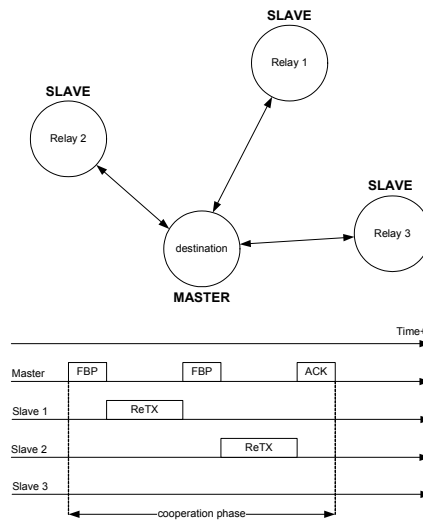 SLAVE
Relay 1
SLAVE
Relay 2
SLAVE
Relay 3
destination
MASTER
Time+
Master FBP FBP ACK
Slave 1 ReTX
Slave 2 ReTX
Slave 3
cooperation phase